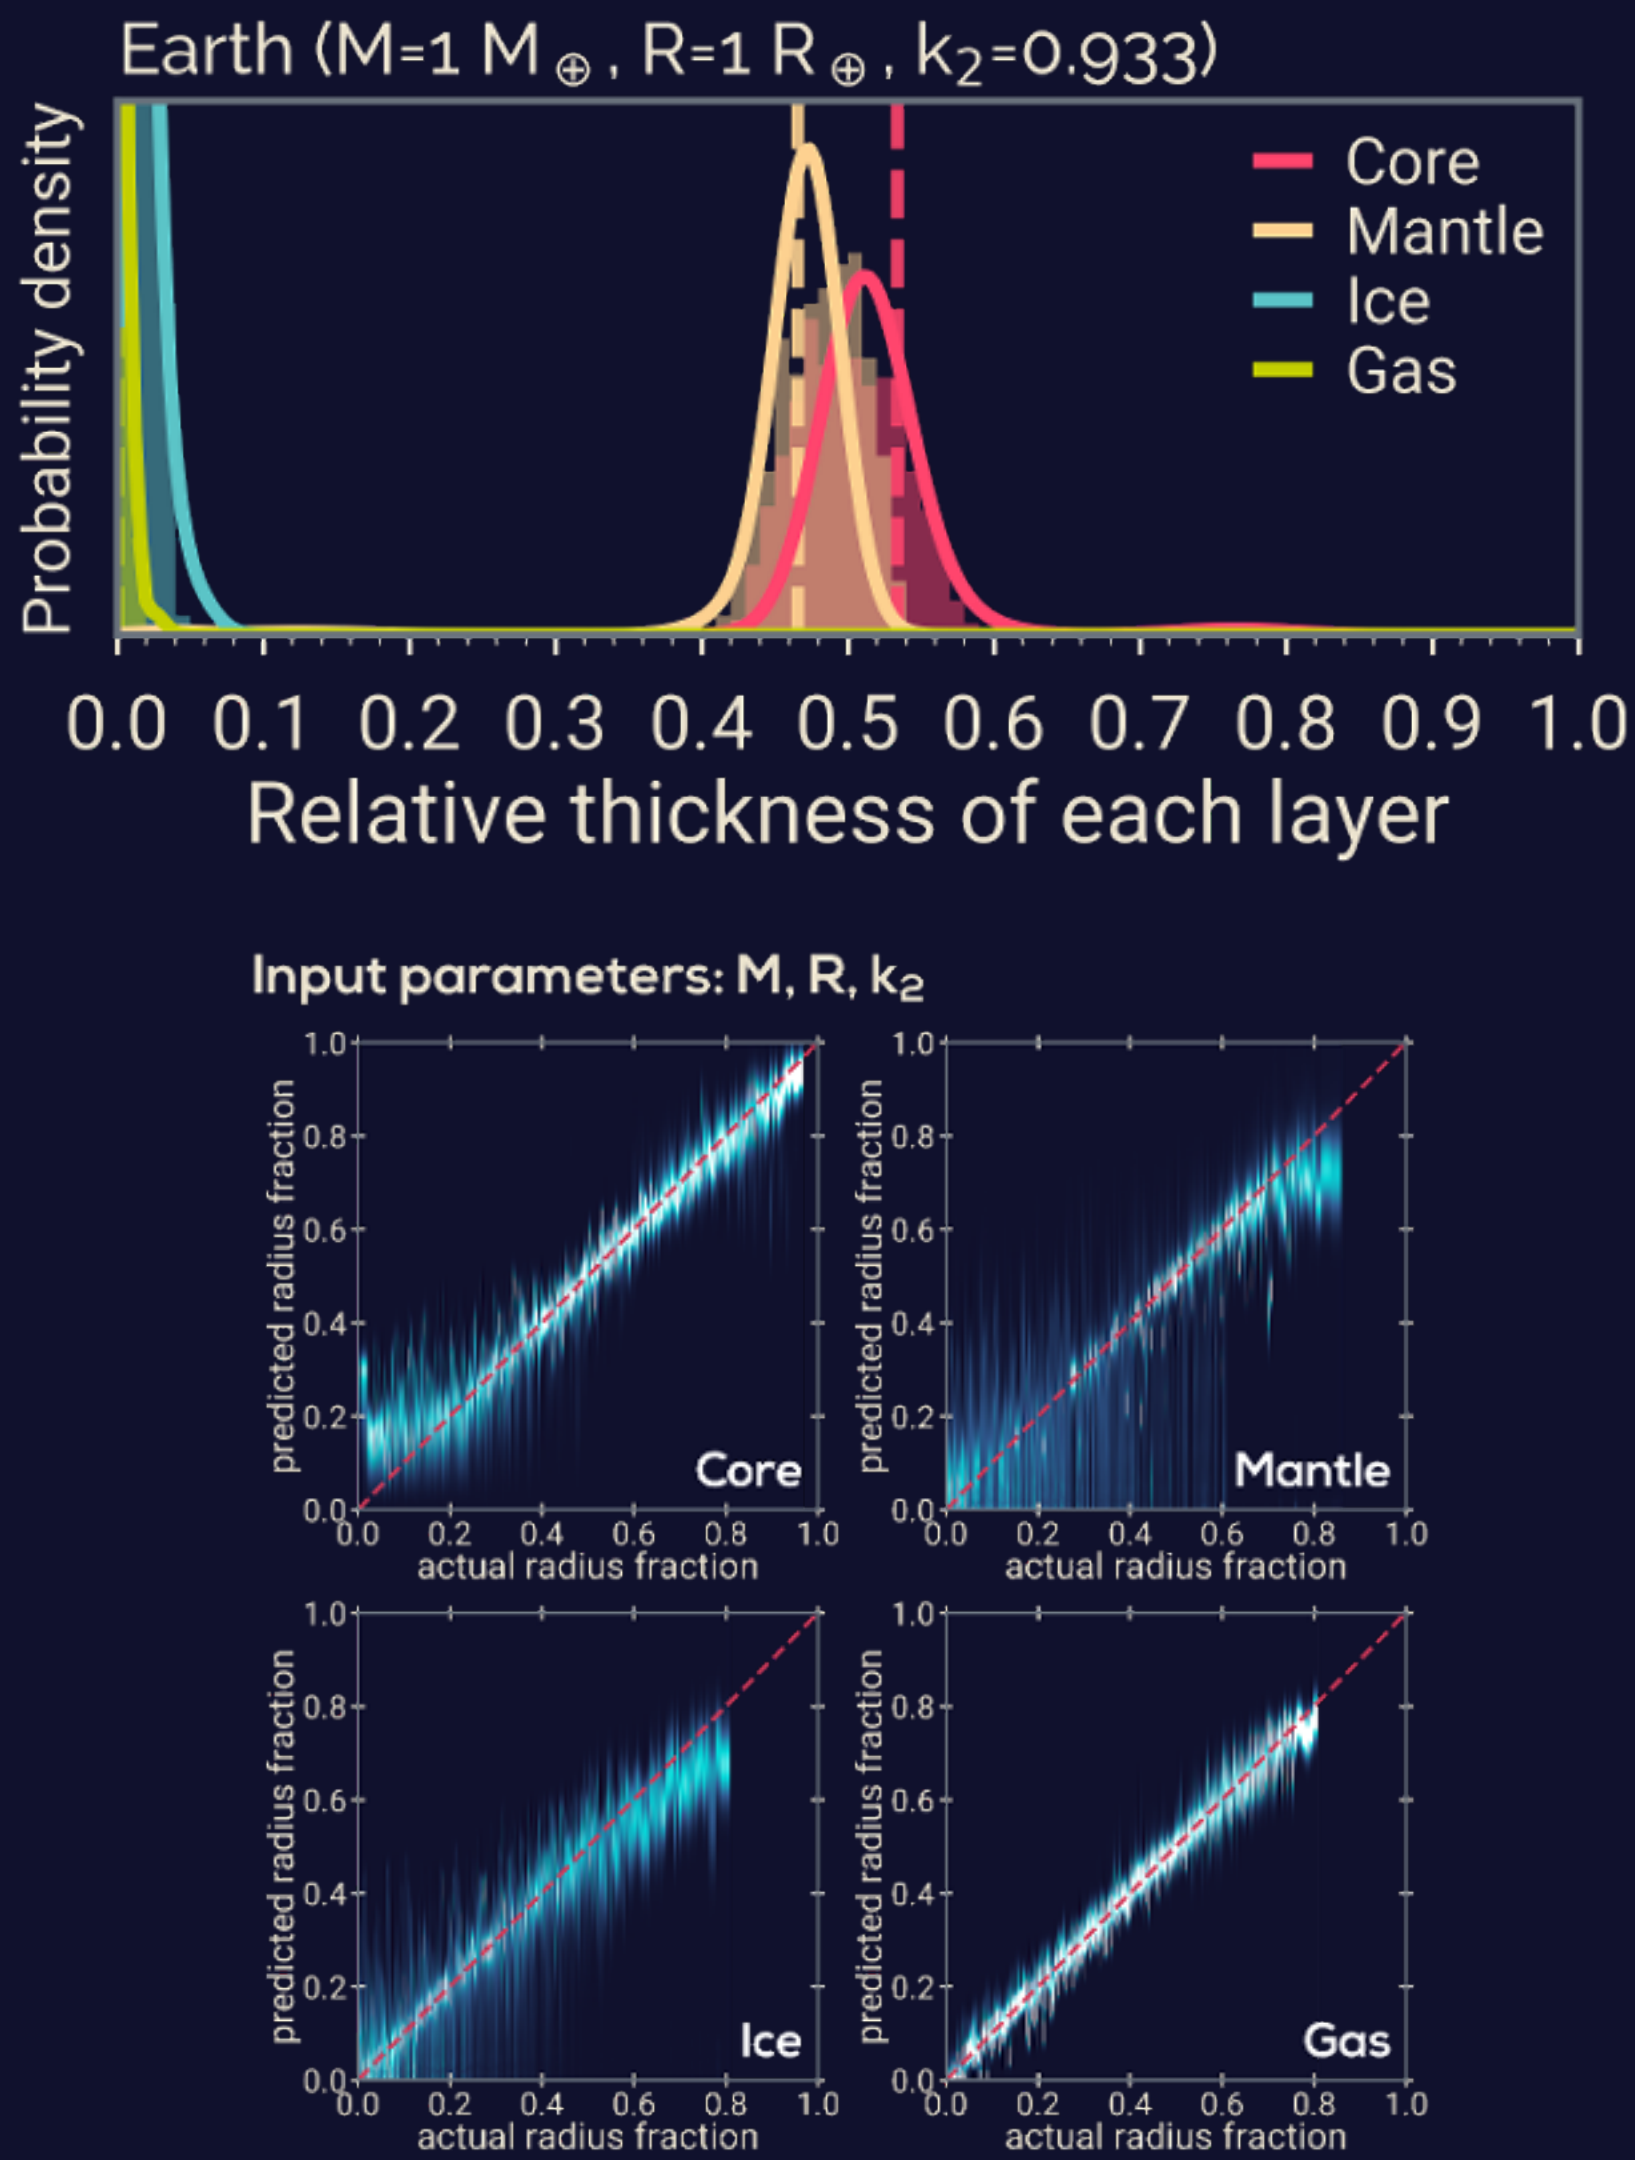 Earth (M=1 M⊕, R=1 R⊕, k₂=0.933)
Probability density
Core
Mantle
Ice
Gas
0.0 0.1 0.2 0.3 0.4 0.5 0.6 0.7 0.8 0.9 1.0
Relative thickness of each layer
Input parameters: M, R, k₂
predicted radius fraction
1.0
0.8
0.6
0.4
0.2
0.0
Core
0.0 0.2 0.4 0.6 0.8 1.0
actual radius fraction
predicted radius fraction
1.0
0.8
0.6
0.4
0.2
0.0
Mantle
0.0 0.2 0.4 0.6 0.8 1.0
actual radius fraction
predicted radius fraction
1.0
0.8
0.6
0.4
0.2
0.0
Ice
0.0 0.2 0.4 0.6 0.8 1.0
actual radius fraction
predicted radius fraction
1.0
0.8
0.6
0.4
0.2
0.0
Gas
0.0 0.2 0.4 0.6 0.8 1.0
actual radius fraction